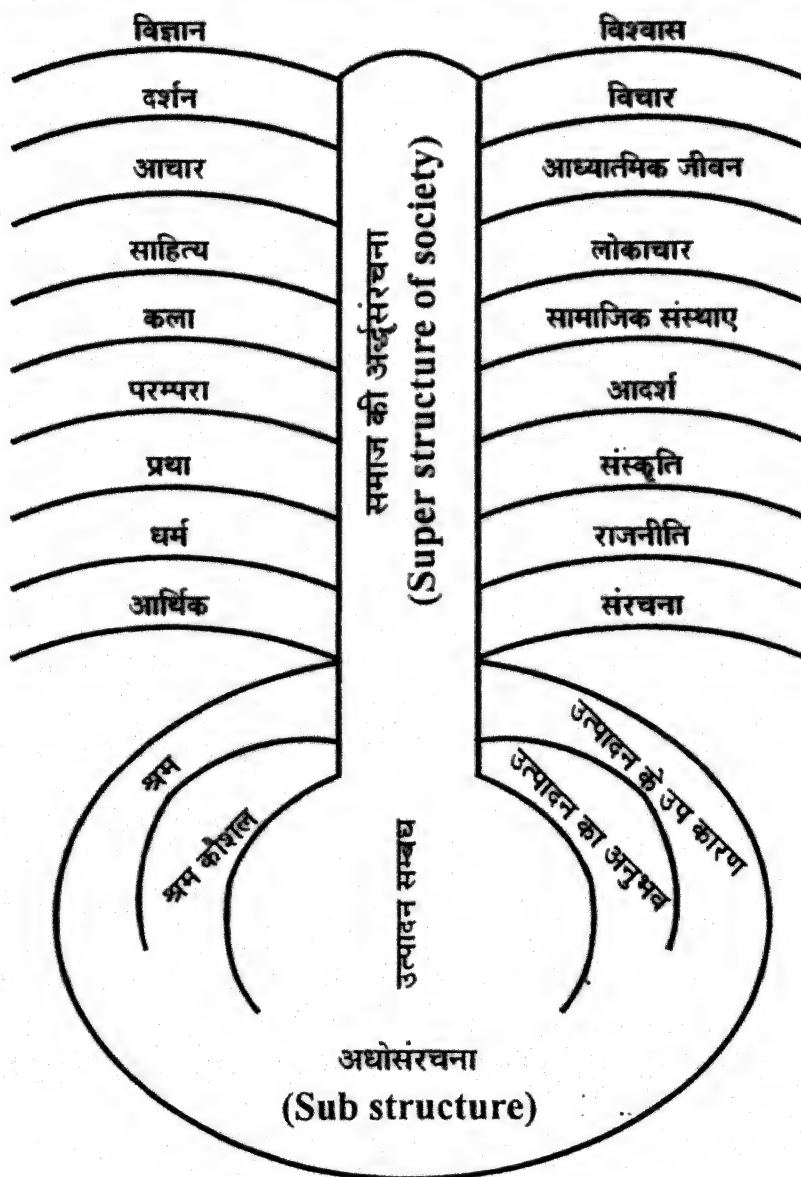 विज्ञान
दर्शन
आचार
साहित्य
कला
परम्परा
प्रथा
धर्म
आर्थिक
समाज की अर्द्धसंरचना
(Super structure of society)
विश्वास
विचार
आध्यात्मिक जीवन
लोकाचार
सामाजिक संस्थाए
आदर्श
संस्कृति
राजनीति
संरचना
श्रम
श्रम कौशल
उत्पादन सम्बंध
उत्पादन का अनुभव
उत्पादन के उप कारण
अधोसंरचना
(Sub structure)